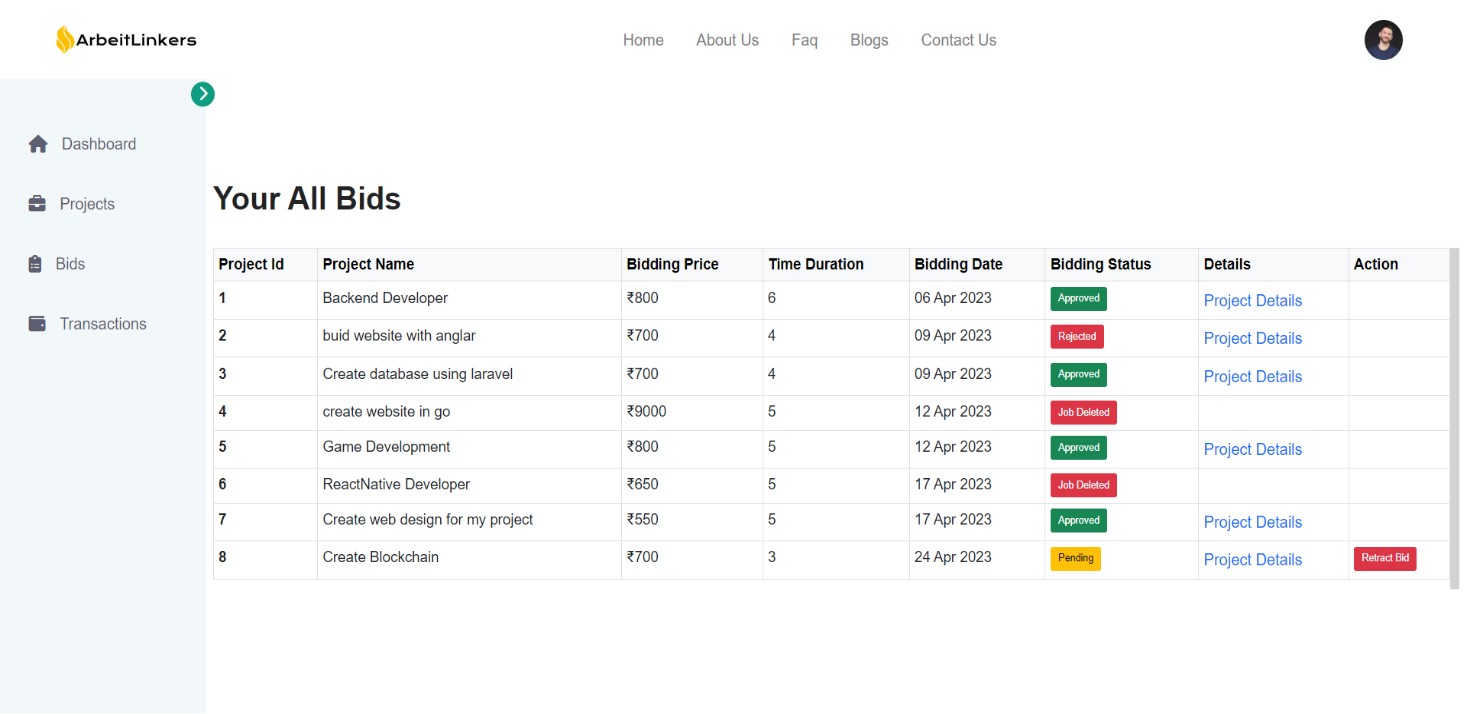 ArbeitLinkers Home About Us Faq Blogs Contact Us
Dashboard
Projects
Bids
Transactions
Your All Bids
Project Id Project Name Bidding Price Time Duration Bidding Date Bidding Status Details Action
1 Backend Developer ₹800 6 06 Apr 2023 Approved Project Details
2 buid website with anglar ₹700 4 09 Apr 2023 Rejected Project Details
3 Create database using laravel ₹700 4 09 Apr 2023 Approved Project Details
4 create website in go ₹9000 5 12 Apr 2023 Job Deleted
5 Game Development ₹800 5 12 Apr 2023 Approved Project Details
6 ReactNative Developer ₹650 5 17 Apr 2023 Job Deleted
7 Create web design for my project ₹550 5 17 Apr 2023 Approved Project Details
8 Create Blockchain ₹700 3 24 Apr 2023 Pending Project Details Retract Bid